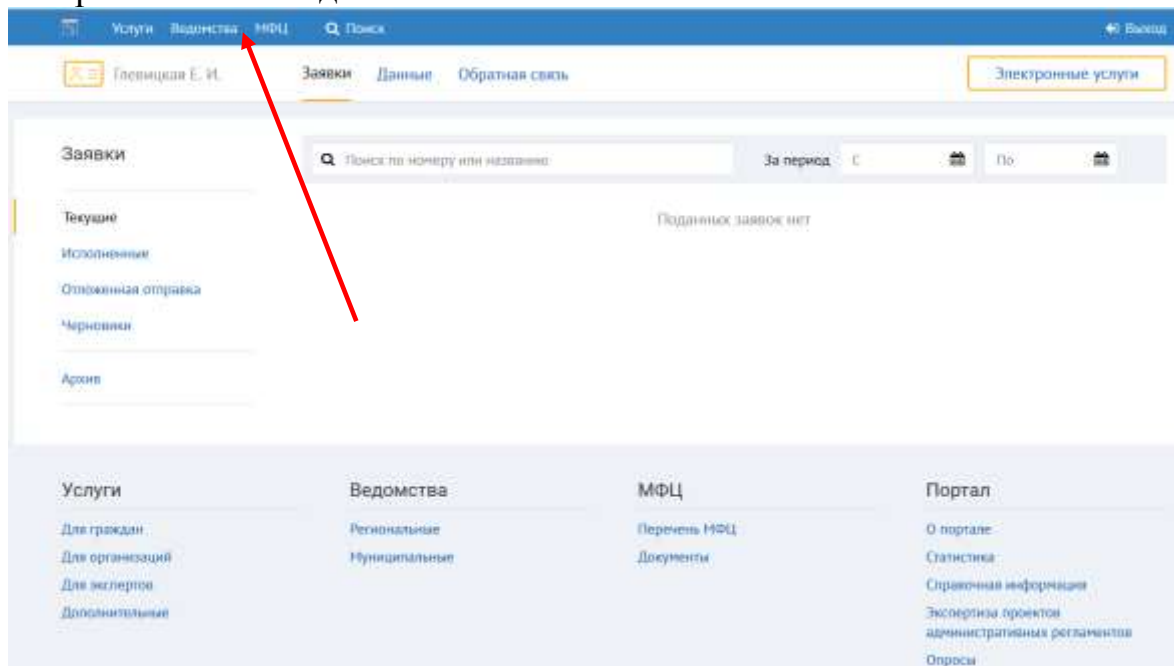 Услуги Ведомства МФЦ Поиск Выход
Глевицкая Е. И. Заявки Данные Обратная связь Электронные услуги
Заявки Поиск по номеру или названию За период С По
Текущие Поданных заявок нет
Исполненные
Отложенная отправка
Черновики
Архив
Услуги Ведомства МФЦ Портал
Для граждан Региональные Перечень МФЦ О портале
Для организаций Муниципальные Документы Статистика
Для экспертов Справочная информация
Дополнительные Экспертиза проектов
административных регламентов
Опросы